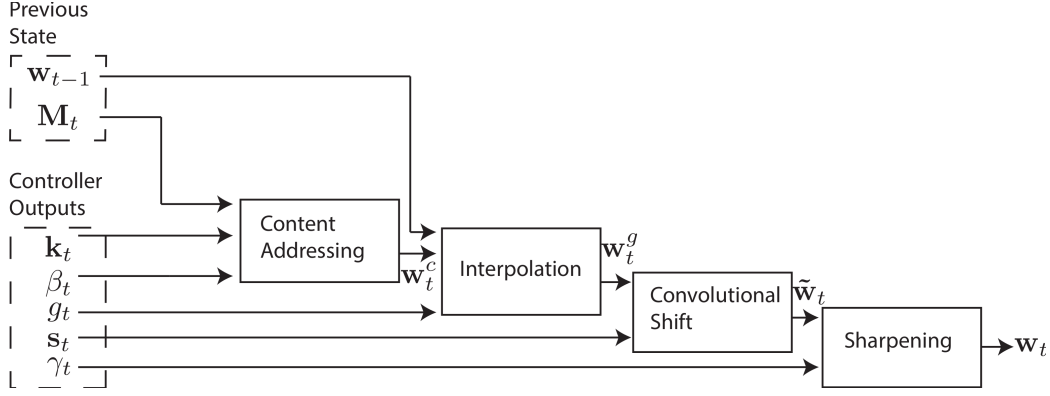 Previous
State
w_{t−1}
M_t
Controller
Outputs
k_t
β_t
g_t
s_t
γ_t
Content
Addressing
w_t^c
Interpolation
w_t^g
Convolutional
Shift
w̃_t
Sharpening
w_t